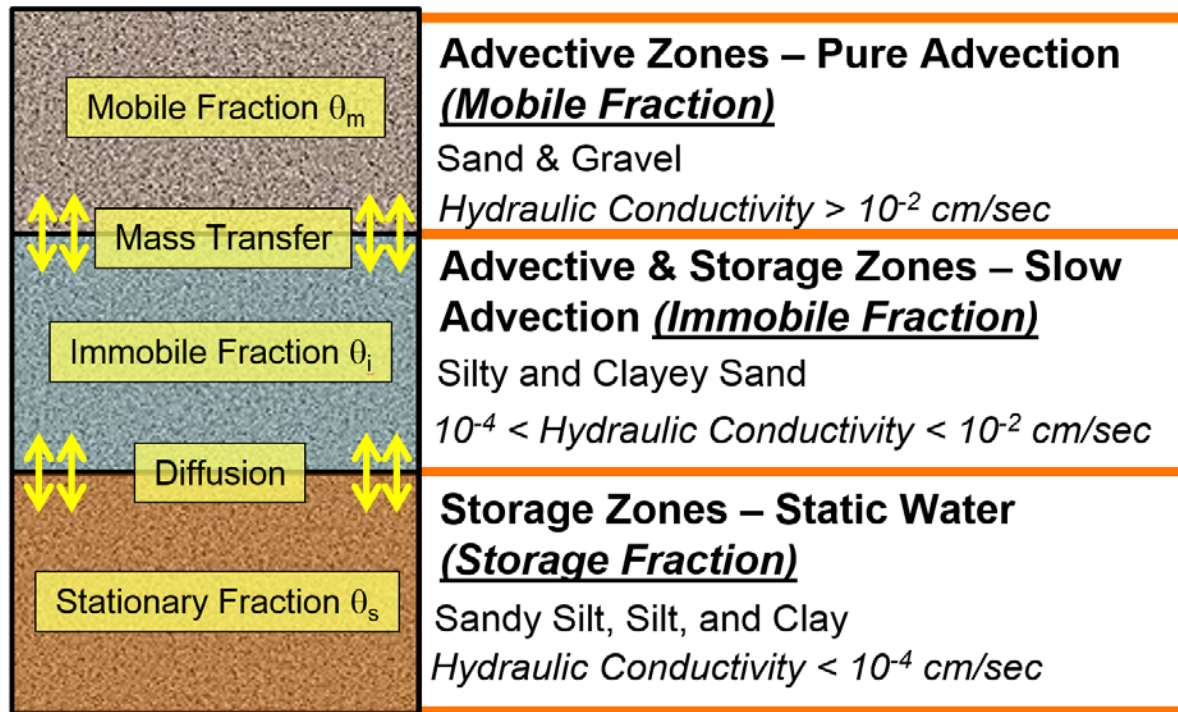 Mobile Fraction θm
Mass Transfer
Immobile Fraction θi
Diffusion
Stationary Fraction θs
Advective Zones – Pure Advection
(Mobile Fraction)
Sand & Gravel
Hydraulic Conductivity > 10-2 cm/sec
Advective & Storage Zones – Slow
Advection (Immobile Fraction)
Silty and Clayey Sand
10-4 < Hydraulic Conductivity < 10-2 cm/sec
Storage Zones – Static Water
(Storage Fraction)
Sandy Silt, Silt, and Clay
Hydraulic Conductivity < 10-4 cm/sec